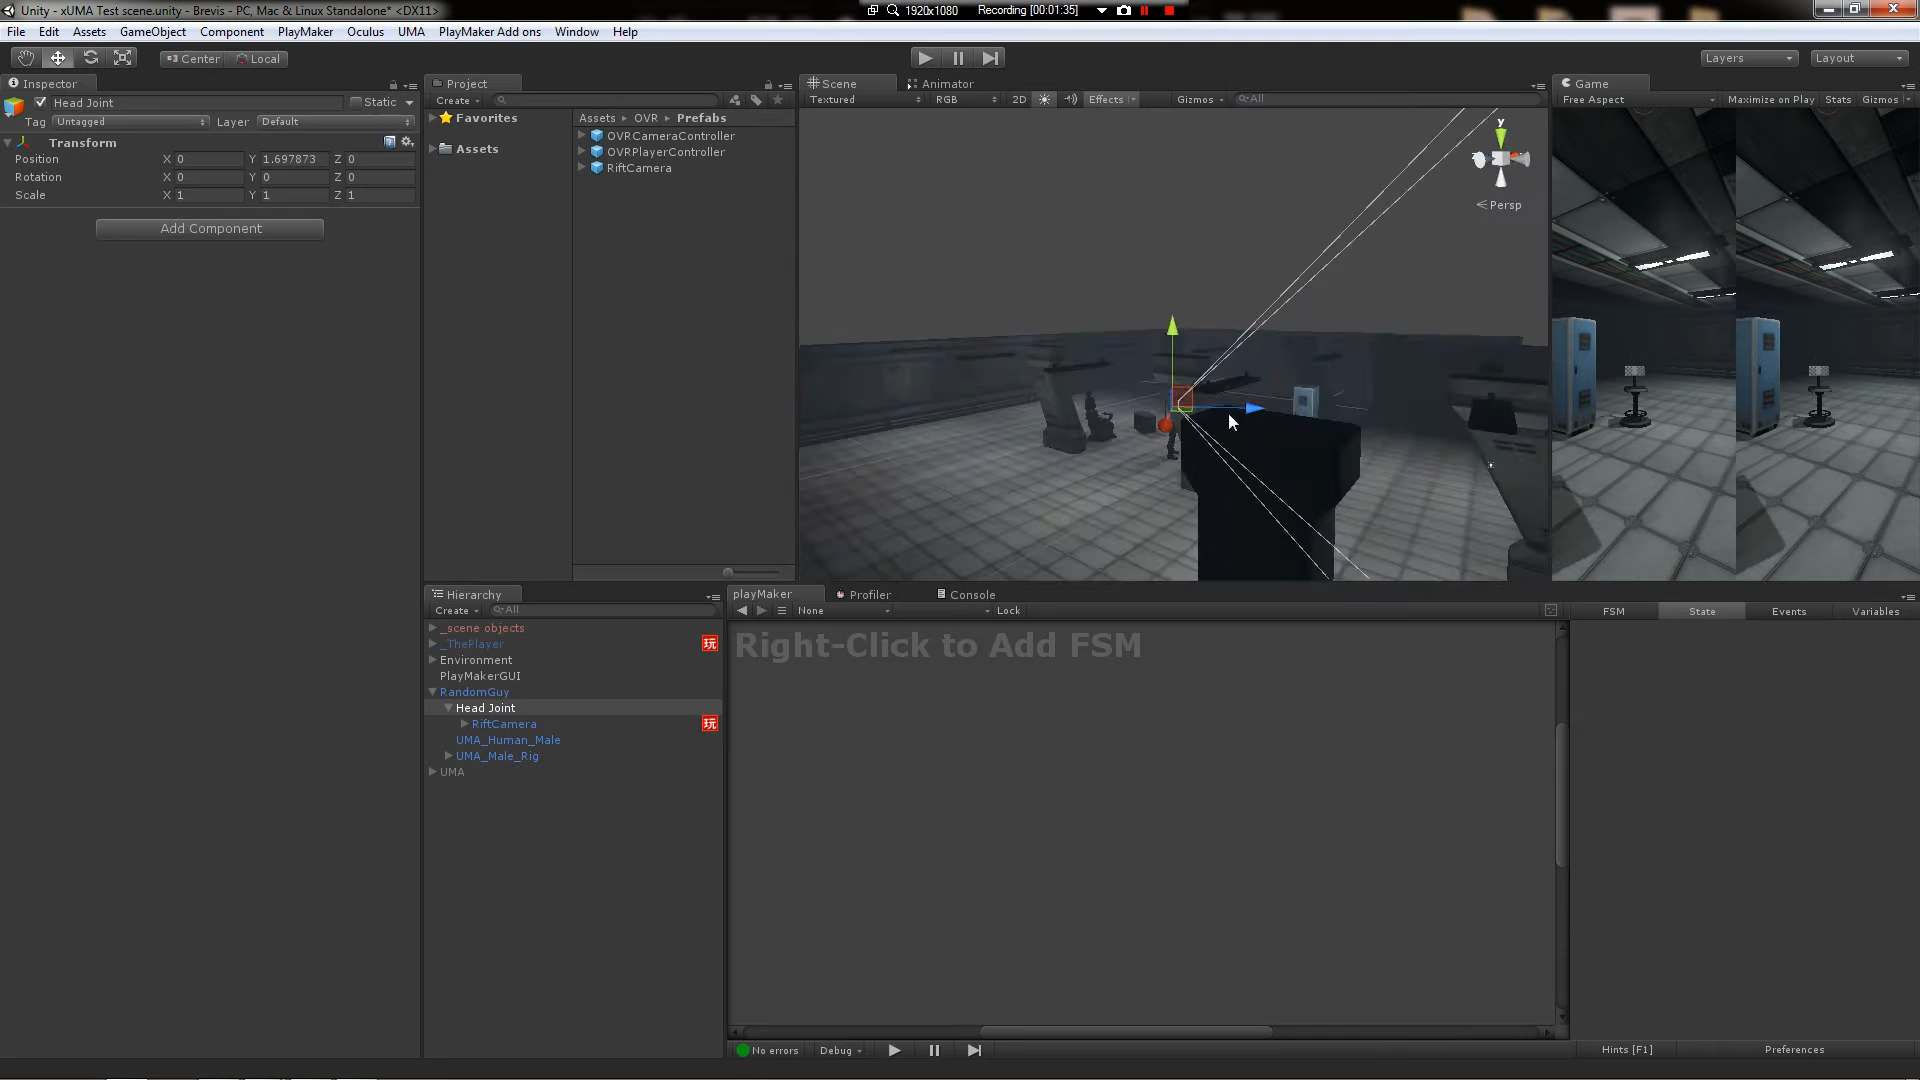 Unity - xUMA Test scene.unity - Brevis - PC, Mac & Linux Standalone* <DX11>
1920x1080
Recording [00:01:35]
File Edit Assets GameObject Component PlayMaker Oculus UMA PlayMaker Add ons Window Help
Center Local
Layers
Layout
Inspector
Head Joint
Static
Tag Untagged
Layer Default
Transform
Position X 0 Y 1.697873 Z 0
Rotation X 0 Y 0 Z 0
Scale X 1 Y 1 Z 1
Add Component
Project
Create
Favorites
Assets
Assets OVR Prefabs
OVRCameraController
OVRPlayerController
RiftCamera
Scene
Animator
Textured RGB 2D Effects Gizmos All
y
Persp
Game
Free Aspect Maximize on Play Stats Gizmos
Hierarchy
Create All
_scene objects
_ThePlayer 玩
Environment
PlayMakerGUI
RandomGuy
Head Joint
RiftCamera 玩
UMA_Human_Male
UMA_Male_Rig
UMA
playMaker
Profiler
Console
None
Lock
FSM State Events Variables
Right-Click to Add FSM
No errors Debug
Hints [F1]
Preferences